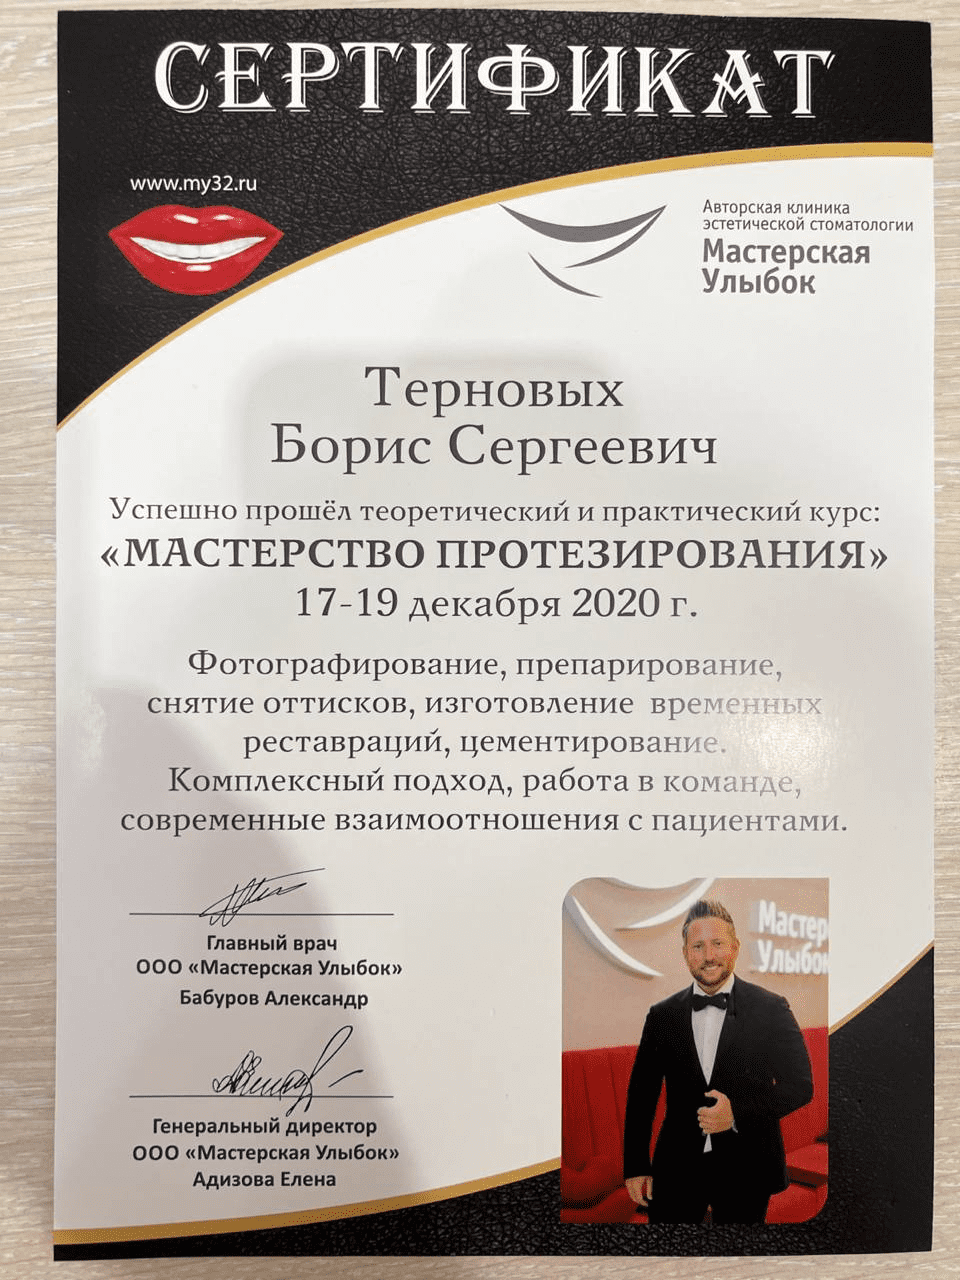 СЕРТИФИКАТ
www.my32.ru
Авторская клиника
эстетической стоматологии
Мастерская
Улыбок
Терновых
Борис Сергеевич
Успешно прошёл теоретический и практический курс:
«МАСТЕРСТВО ПРОТЕЗИРОВАНИЯ»
17-19 декабря 2020 г.
Фотографирование, препарирование,
снятие оттисков, изготовление временных
реставраций, цементирование.
Комплексный подход, работа в команде,
современные взаимоотношения с пациентами.
Главный врач
ООО «Мастерская Улыбок»
Бабуров Александр
Генеральный директор
ООО «Мастерская Улыбок»
Адизова Елена
Мастер
Улыбок